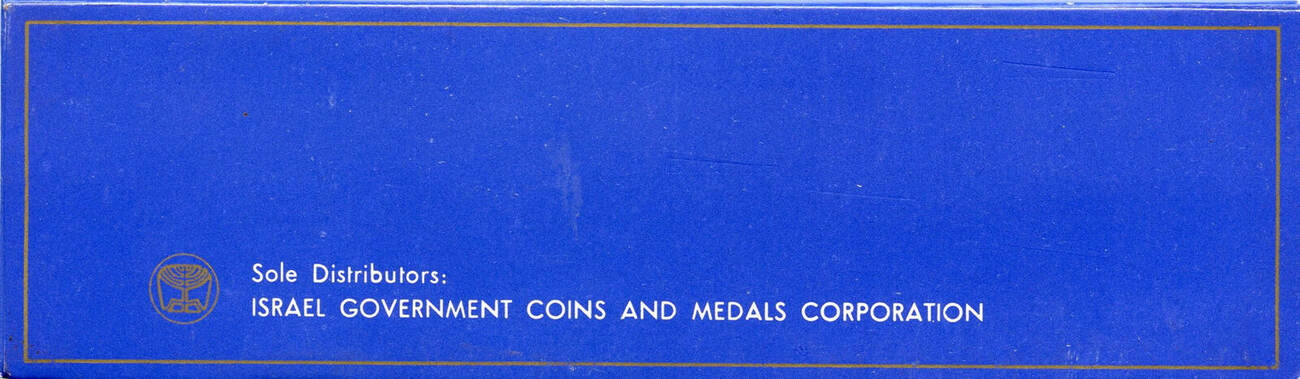 Sole Distributors:
ISRAEL GOVERNMENT COINS AND MEDALS CORPORATION